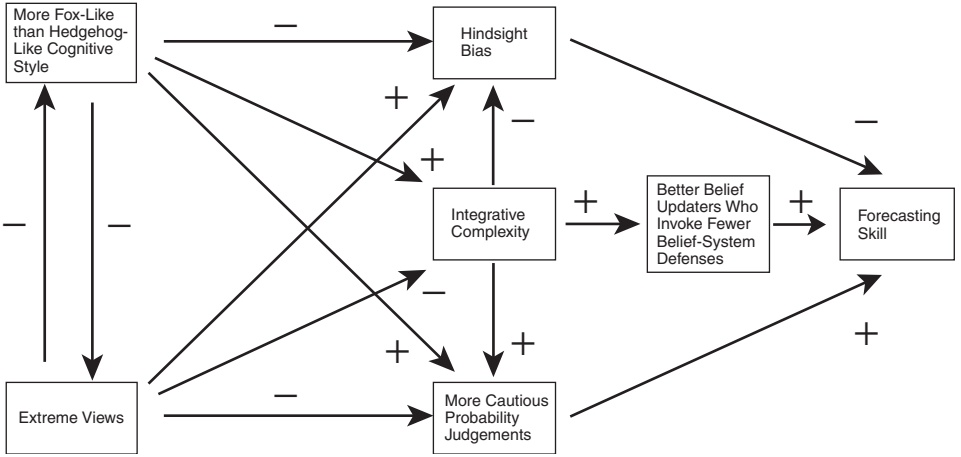 More Fox-Like
than Hedgehog-
Like Cognitive
Style
−
Hindsight
Bias
+
−
−
+
Integrative
Complexity
+
Better Belief
Updaters Who
Invoke Fewer
Belief-System
Defenses
+
Forecasting
Skill
−
−
−
+
+
+
Extreme Views
−
More Cautious
Probability
Judgements